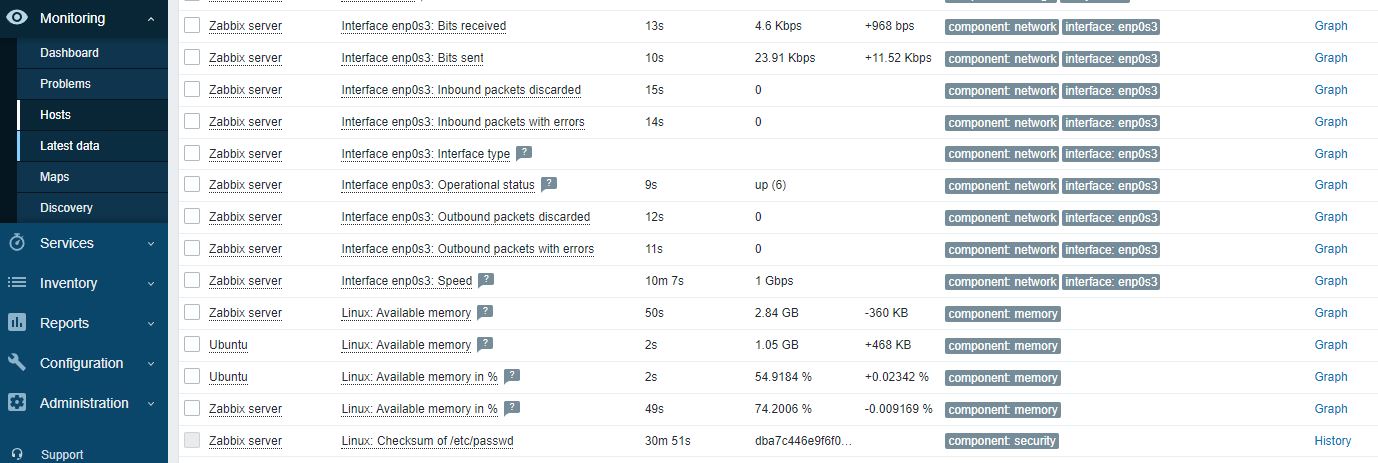 Monitoring
Dashboard
Problems
Hosts
Latest data
Maps
Discovery
Services
Inventory
Reports
Configuration
Administration
Support
Zabbix server Interface enp0s3: Bits received 13s 4.6 Kbps +968 bps component: network interface: enp0s3 Graph
Zabbix server Interface enp0s3: Bits sent 10s 23.91 Kbps +11.52 Kbps component: network interface: enp0s3 Graph
Zabbix server Interface enp0s3: Inbound packets discarded 15s 0 component: network interface: enp0s3 Graph
Zabbix server Interface enp0s3: Inbound packets with errors 14s 0 component: network interface: enp0s3 Graph
Zabbix server Interface enp0s3: Interface type ? component: network interface: enp0s3 Graph
Zabbix server Interface enp0s3: Operational status ? 9s up (6) component: network interface: enp0s3 Graph
Zabbix server Interface enp0s3: Outbound packets discarded 12s 0 component: network interface: enp0s3 Graph
Zabbix server Interface enp0s3: Outbound packets with errors 11s 0 component: network interface: enp0s3 Graph
Zabbix server Interface enp0s3: Speed ? 10m 7s 1 Gbps component: network interface: enp0s3 Graph
Zabbix server Linux: Available memory ? 50s 2.84 GB -360 KB component: memory Graph
Ubuntu Linux: Available memory ? 2s 1.05 GB +468 KB component: memory Graph
Ubuntu Linux: Available memory in % ? 2s 54.9184 % +0.02342 % component: memory Graph
Zabbix server Linux: Available memory in % ? 49s 74.2006 % -0.009169 % component: memory Graph
Zabbix server Linux: Checksum of /etc/passwd 30m 51s dba7c446e9f6f0... component: security History